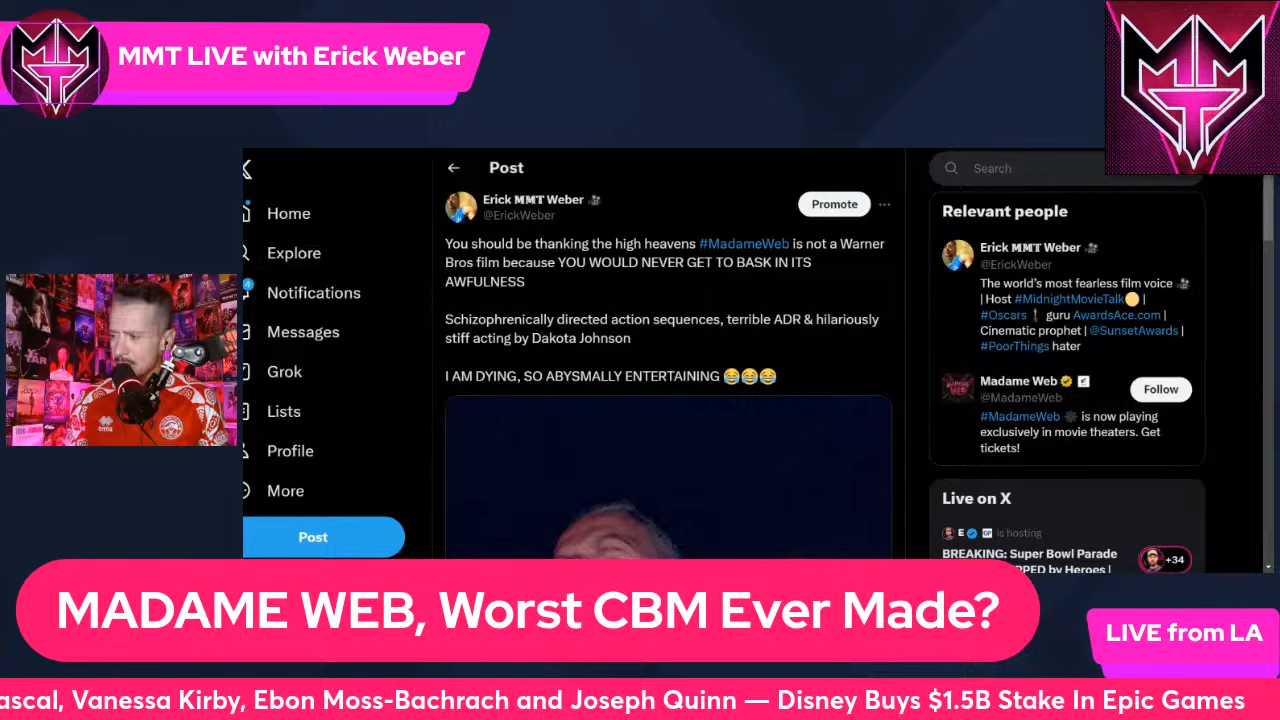 MMT LIVE with Erick Weber
Home
Explore
4
Notifications
Messages
Grok
Lists
Profile
More
Post
Post
Erick MMT Weber 🎥
@ErickWeber
Promote
You should be thanking the high heavens #MadameWeb is not a Warner
Bros film because YOU WOULD NEVER GET TO BASK IN ITS
AWFULNESS
Schizophrenically directed action sequences, terrible ADR & hilariously
stiff acting by Dakota Johnson
I AM DYING, SO ABYSMALLY ENTERTAINING 😂😂😂
Search
Relevant people
Erick MMT Weber 🎥
@ErickWeber
The world's most fearless film voice 🎥
| Host #MidnightMovieTalk🌕 |
#Oscars guru AwardsAce.com |
Cinematic prophet | @SunsetAwards |
#PoorThings hater
Madame Web
@MadameWeb
Follow
#MadameWeb 🕸 is now playing
exclusively in movie theaters. Get
tickets!
Live on X
E is hosting
BREAKING: Super Bowl Parade
PPED by Heroes |
+34
MADAME WEB, Worst CBM Ever Made?
LIVE from LA
ascal, Vanessa Kirby, Ebon Moss-Bachrach and Joseph Quinn — Disney Buys $1.5B Stake In Epic Games